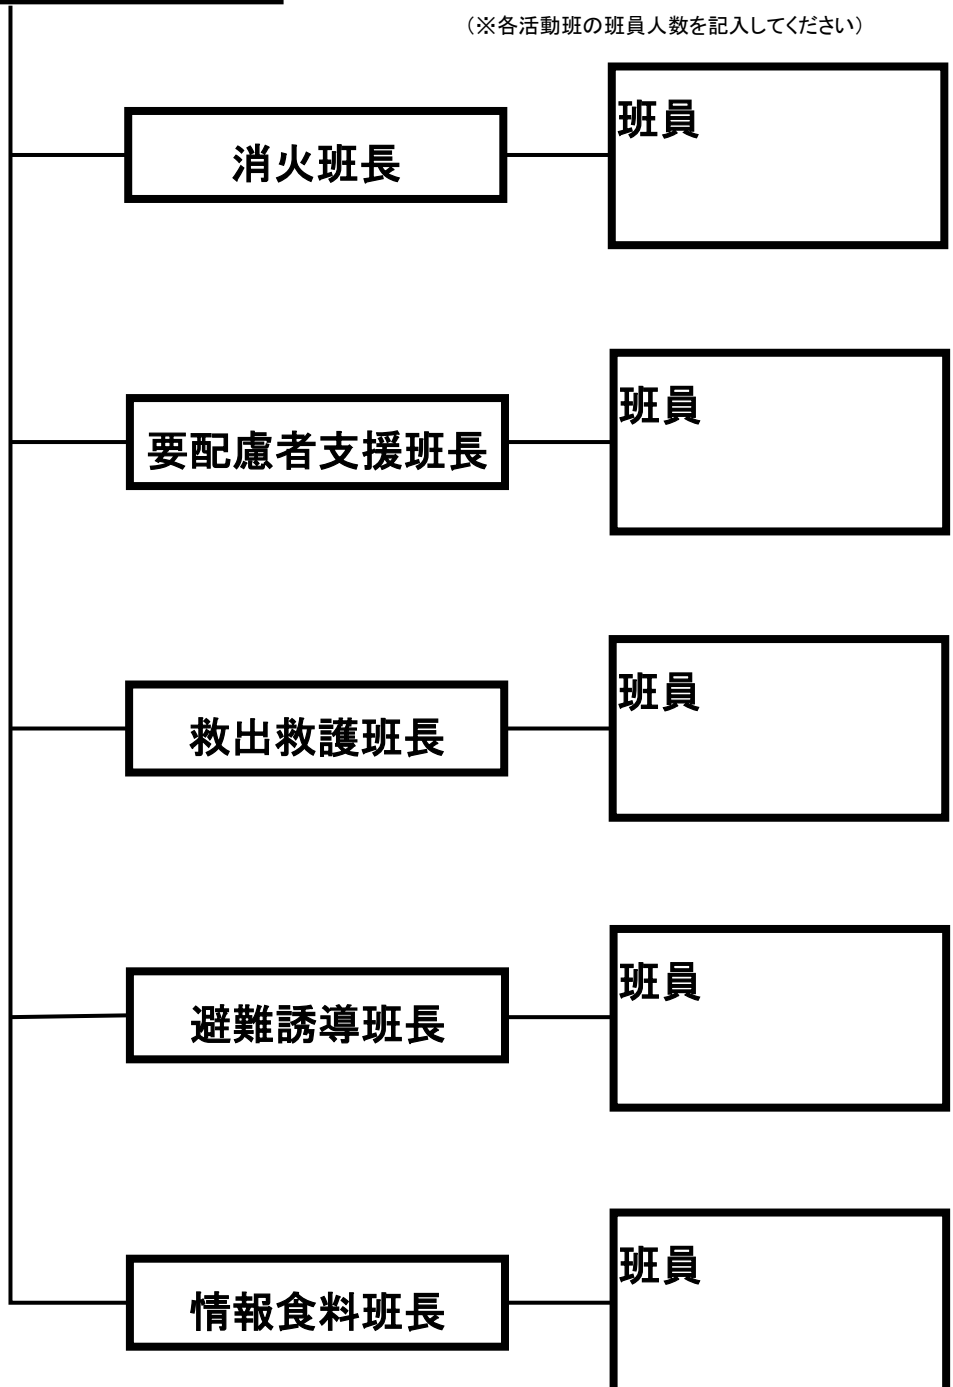 （※各活動班の班員人数を記入してください）
班員
消火班長
班員
要配慮者支援班長
班員
救出救護班長
班員
避難誘導班長
班員
情報食料班長